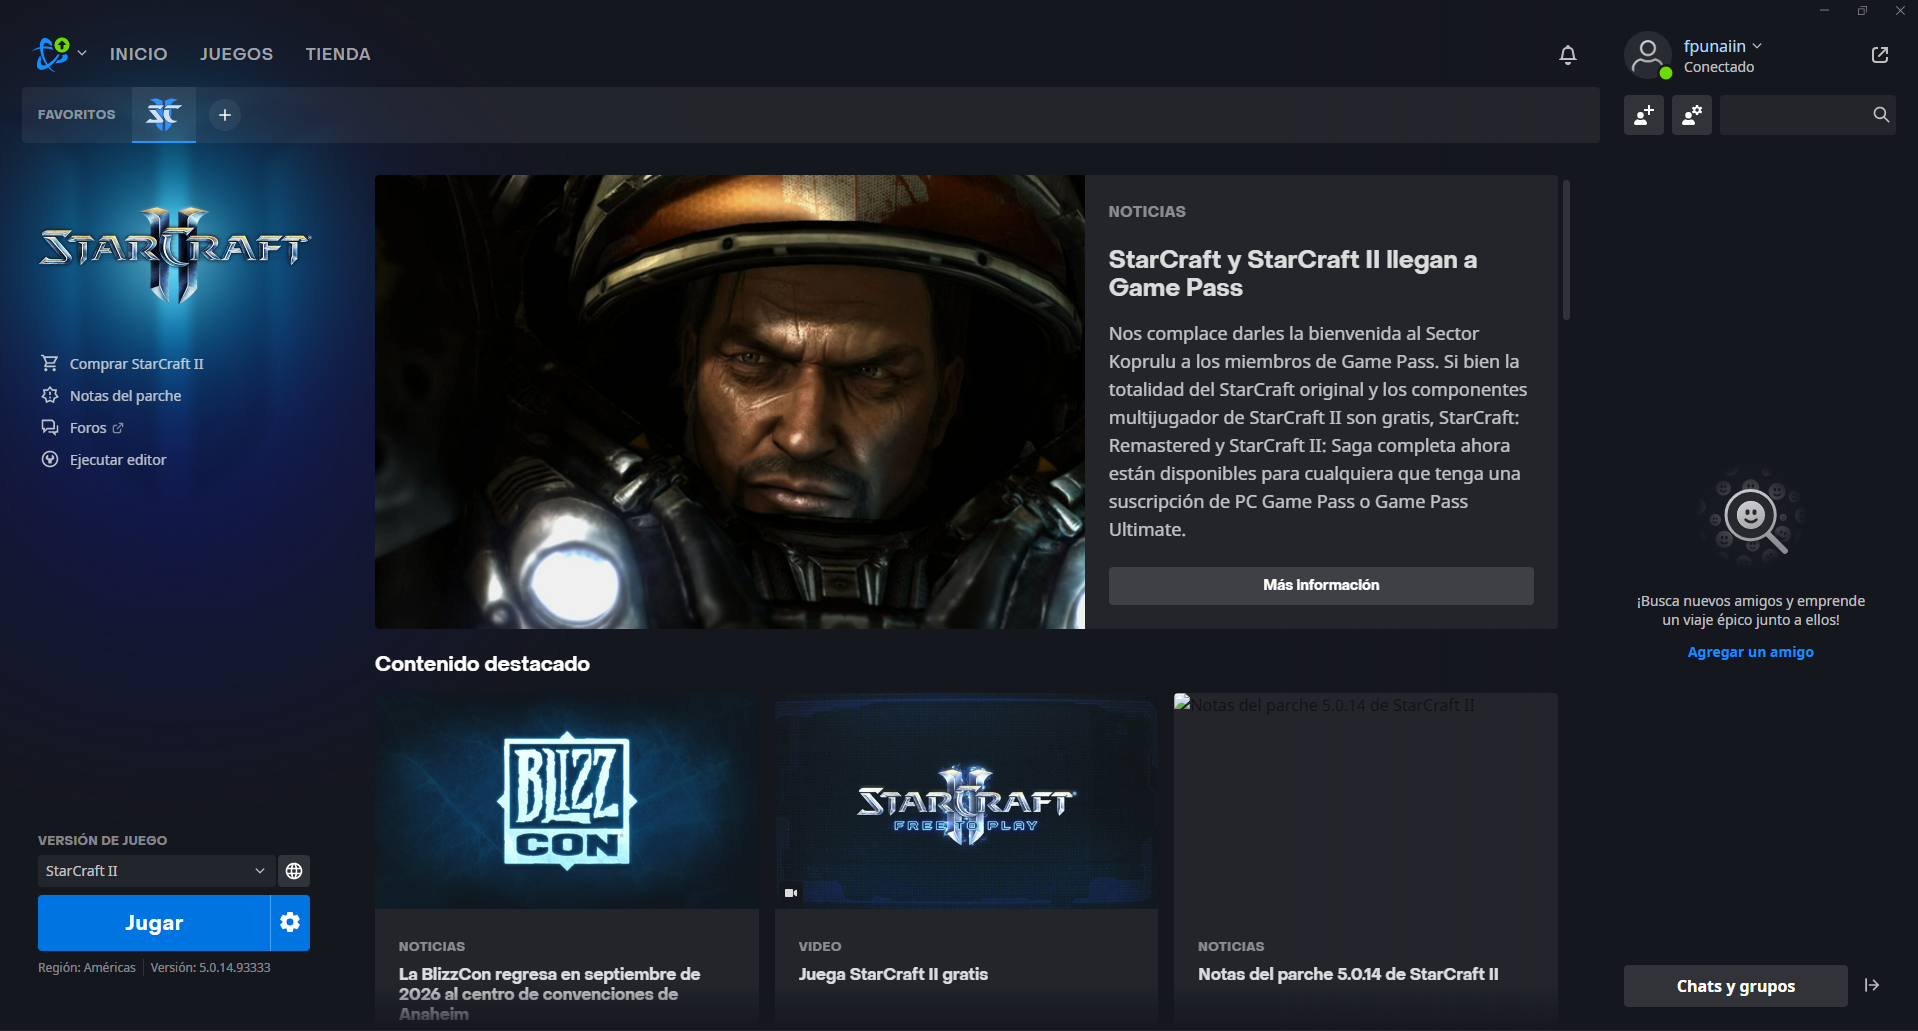 INICIO
JUEGOS
TIENDA
fpunaiin
Conectado
FAVORITOS
STARCRAFT
II
Comprar StarCraft II
Notas del parche
Foros
Ejecutar editor
NOTICIAS
StarCraft y StarCraft II llegan a
Game Pass
Nos complace darles la bienvenida al Sector
Koprulu a los miembros de Game Pass. Si bien la
totalidad del StarCraft original y los componentes
multijugador de StarCraft II son gratis, StarCraft:
Remastered y StarCraft II: Saga completa ahora
están disponibles para cualquiera que tenga una
suscripción de PC Game Pass o Game Pass
Ultimate.
Más información
¡Busca nuevos amigos y emprende
un viaje épico junto a ellos!
Agregar un amigo
Contenido destacado
BLIZZ
CON
NOTICIAS
La BlizzCon regresa en septiembre de
2026 al centro de convenciones de
Anaheim
STARCRAFT
II
FREE TO PLAY
VIDEO
Juega StarCraft II gratis
Notas del parche 5.0.14 de StarCraft II
NOTICIAS
Notas del parche 5.0.14 de StarCraft II
VERSIÓN DE JUEGO
StarCraft II
Jugar
Región: Américas
Versión: 5.0.14.93333
Chats y grupos